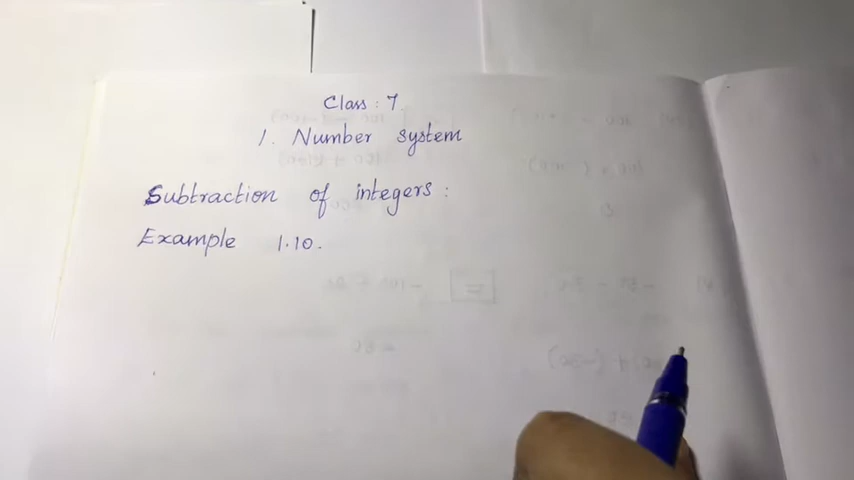 Class : 7.
1. Number system
Subtraction of integers :
Example 1.10.